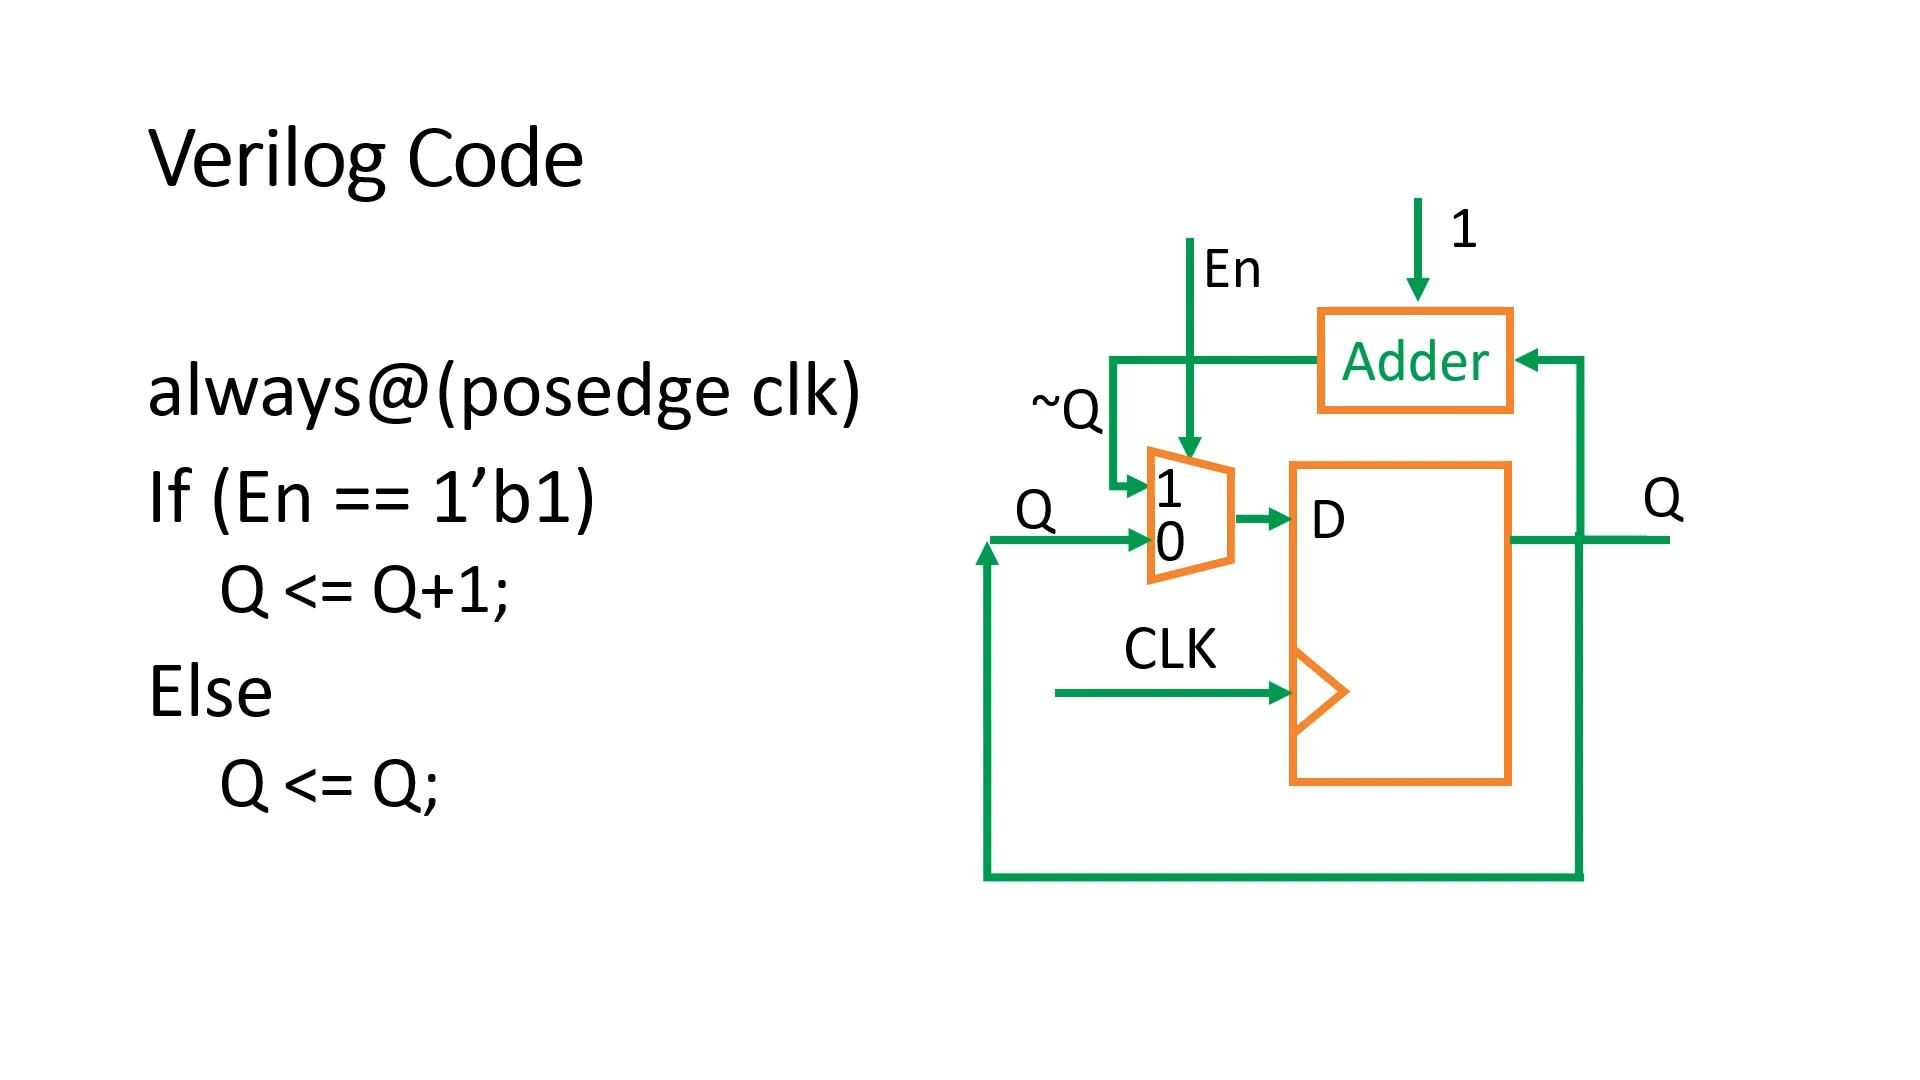 Verilog Code
always@(posedge clk)
If (En == 1’b1)
Q <= Q+1;
Else
Q <= Q;
1
En
Adder
~Q
1
Q
0
D
Q
CLK